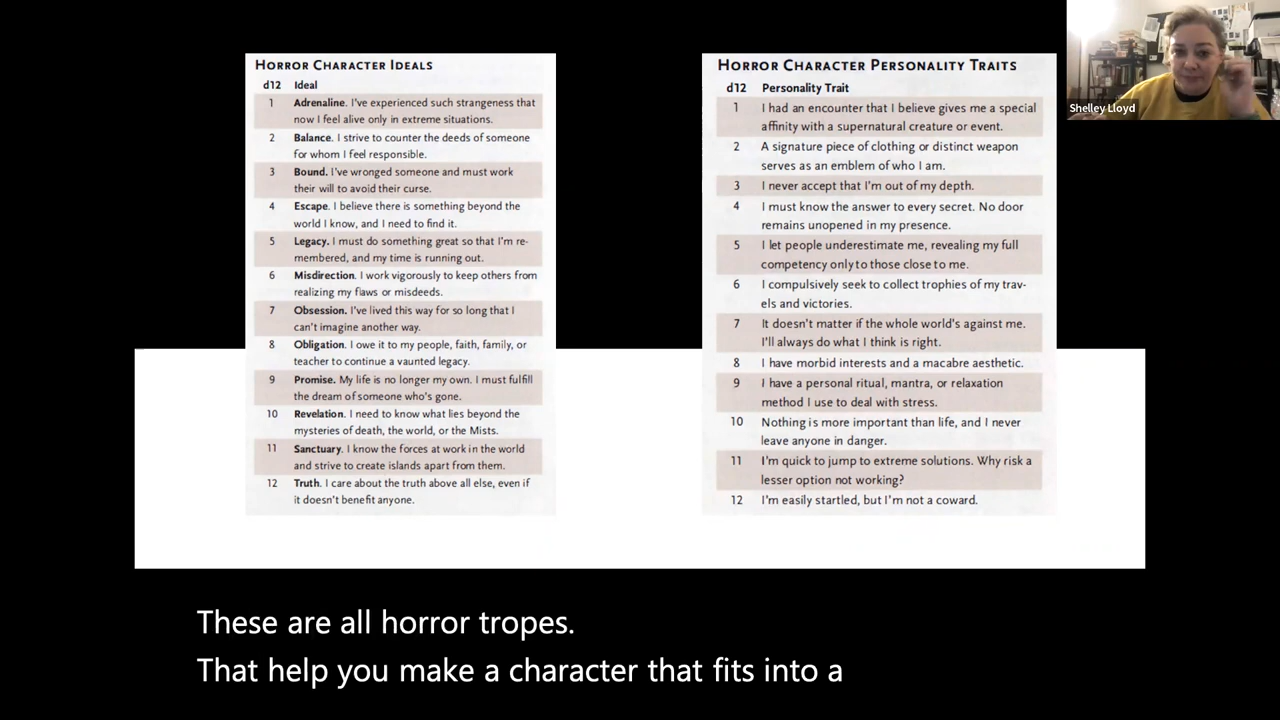 HORROR CHARACTER IDEALS
d12 Ideal
1 Adrenaline. I've experienced such strangeness that
now I feel alive only in extreme situations.
2 Balance. I strive to counter the deeds of someone
for whom I feel responsible.
3 Bound. I've wronged someone and must work
their will to avoid their curse.
4 Escape. I believe there is something beyond the
world I know, and I need to find it.
5 Legacy. I must do something great so that I'm re-
membered, and my time is running out.
6 Misdirection. I work vigorously to keep others from
realizing my flaws or misdeeds.
7 Obsession. I've lived this way for so long that I
can't imagine another way.
8 Obligation. I owe it to my people, faith, family, or
teacher to continue a vaunted legacy.
9 Promise. My life is no longer my own. I must fulfill
the dream of someone who's gone.
10 Revelation. I need to know what lies beyond the
mysteries of death, the world, or the Mists.
11 Sanctuary. I know the forces at work in the world
and strive to create islands apart from them.
12 Truth. I care about the truth above all else, even if
it doesn't benefit anyone.
HORROR CHARACTER PERSONALITY TRAITS
d12 Personality Trait
1 I had an encounter that I believe gives me a special
affinity with a supernatural creature or event.
2 A signature piece of clothing or distinct weapon
serves as an emblem of who I am.
3 I never accept that I'm out of my depth.
4 I must know the answer to every secret. No door
remains unopened in my presence.
5 I let people underestimate me, revealing my full
competency only to those close to me.
6 I compulsively seek to collect trophies of my trav-
els and victories.
7 It doesn't matter if the whole world's against me.
I'll always do what I think is right.
8 I have morbid interests and a macabre aesthetic.
9 I have a personal ritual, mantra, or relaxation
method I use to deal with stress.
10 Nothing is more important than life, and I never
leave anyone in danger.
11 I'm quick to jump to extreme solutions. Why risk a
lesser option not working?
12 I'm easily startled, but I'm not a coward.
Shelley Lloyd
These are all horror tropes.
That help you make a character that fits into a